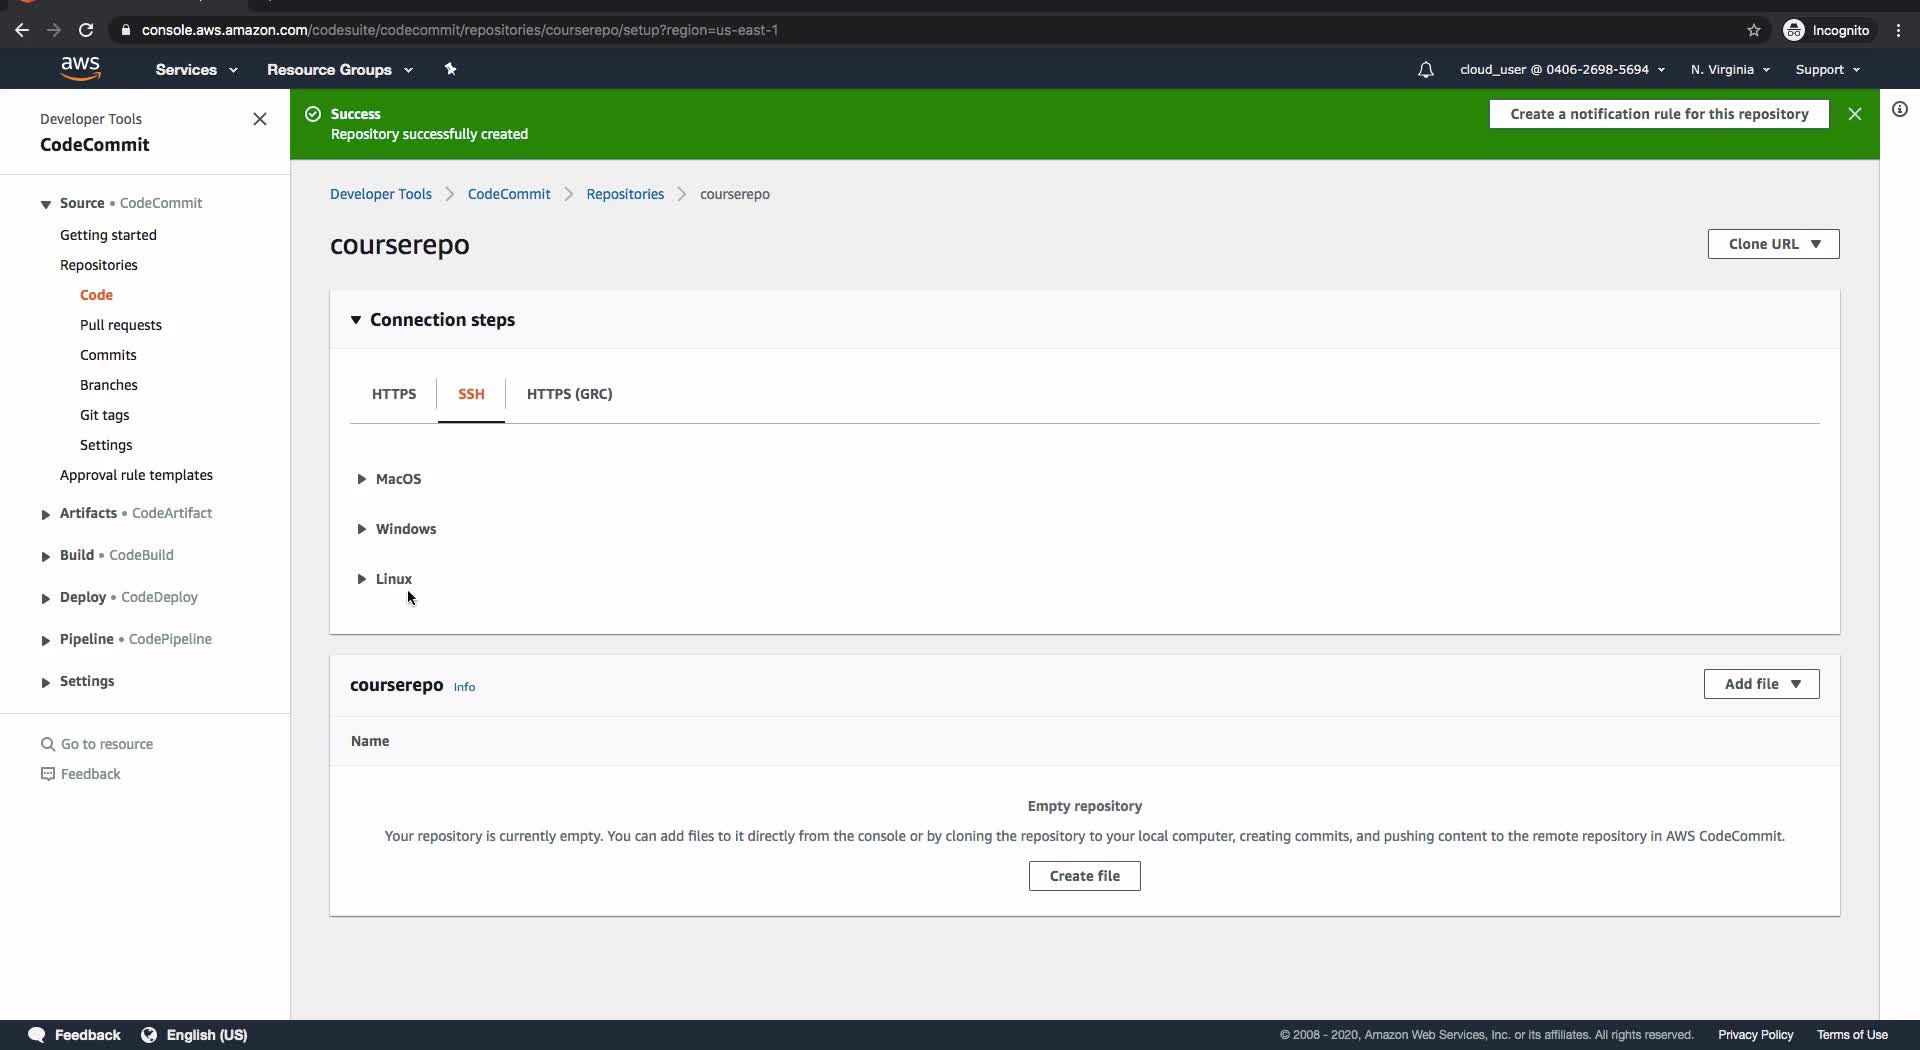 console.aws.amazon.com/codesuite/codecommit/repositories/courserepo/setup?region=us-east-1
Incognito
aws
Services
Resource Groups
cloud_user @ 0406-2698-5694
N. Virginia
Support
Developer Tools
CodeCommit
Source • CodeCommit
Getting started
Repositories
Code
Pull requests
Commits
Branches
Git tags
Settings
Approval rule templates
Artifacts • CodeArtifact
Build • CodeBuild
Deploy • CodeDeploy
Pipeline • CodePipeline
Settings
Go to resource
Feedback
Success
Repository successfully created
Create a notification rule for this repository
Developer Tools
CodeCommit
Repositories
courserepo
courserepo
Clone URL
Connection steps
HTTPS
SSH
HTTPS (GRC)
MacOS
Windows
Linux
courserepo Info
Add file
Name
Empty repository
Your repository is currently empty. You can add files to it directly from the console or by cloning the repository to your local computer, creating commits, and pushing content to the remote repository in AWS CodeCommit.
Create file
Feedback
English (US)
© 2008 - 2020, Amazon Web Services, Inc. or its affiliates. All rights reserved.
Privacy Policy
Terms of Use